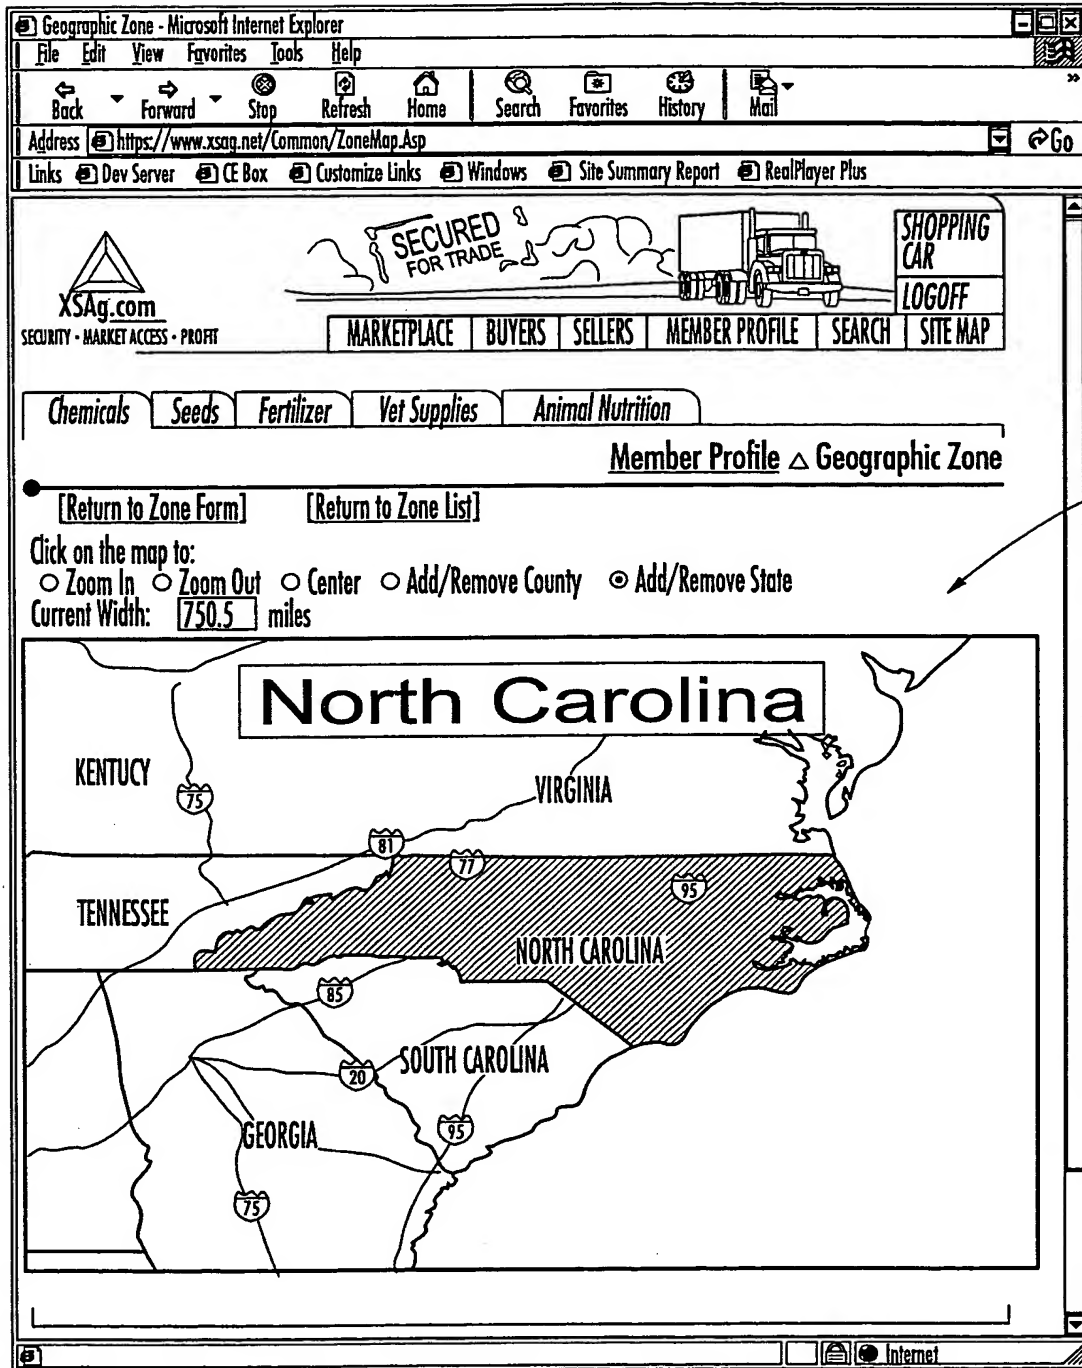 Geographic Zone - Microsoft Internet Explorer
File Edit View Favorites Tools Help
Back Forward Stop Refresh Home Search Favorites History Mail
Address https://www.xsag.net/Common/ZoneMap.Asp Go
Links Dev Server CE Box Customize Links Windows Site Summary Report RealPlayer Plus
SECURED
FOR TRADE
SHOPPING
CAR
LOGOFF
XSAg.com
SECURITY - MARKET ACCESS - PROFIT
MARKETPLACE BUYERS SELLERS MEMBER PROFILE SEARCH SITE MAP
Chemicals Seeds Fertilizer Vet Supplies Animal Nutrition
Member Profile △ Geographic Zone
[Return to Zone Form] [Return to Zone List]
Click on the map to:
Zoom In Zoom Out Center Add/Remove County Add/Remove State
Current Width: 750.5 miles
North Carolina
KENTUCY
75
VIRGINIA
81
77
95
TENNESSEE
NORTH CAROLINA
85
SOUTH CAROLINA
20
GEORGIA
95
75
Internet